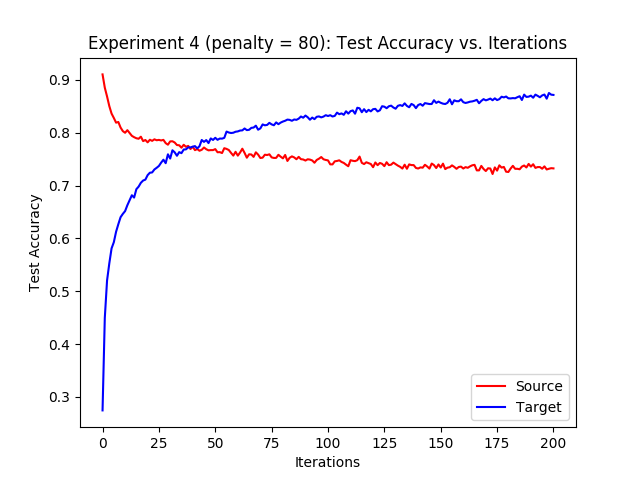 Experiment 4 (penalty = 80): Test Accuracy vs. Iterations
0.9
0.8
0.7
0.6
0.5
0.4
0.3
Test Accuracy
Source
Target
0 25 50 75 100 125 150 175 200
Iterations